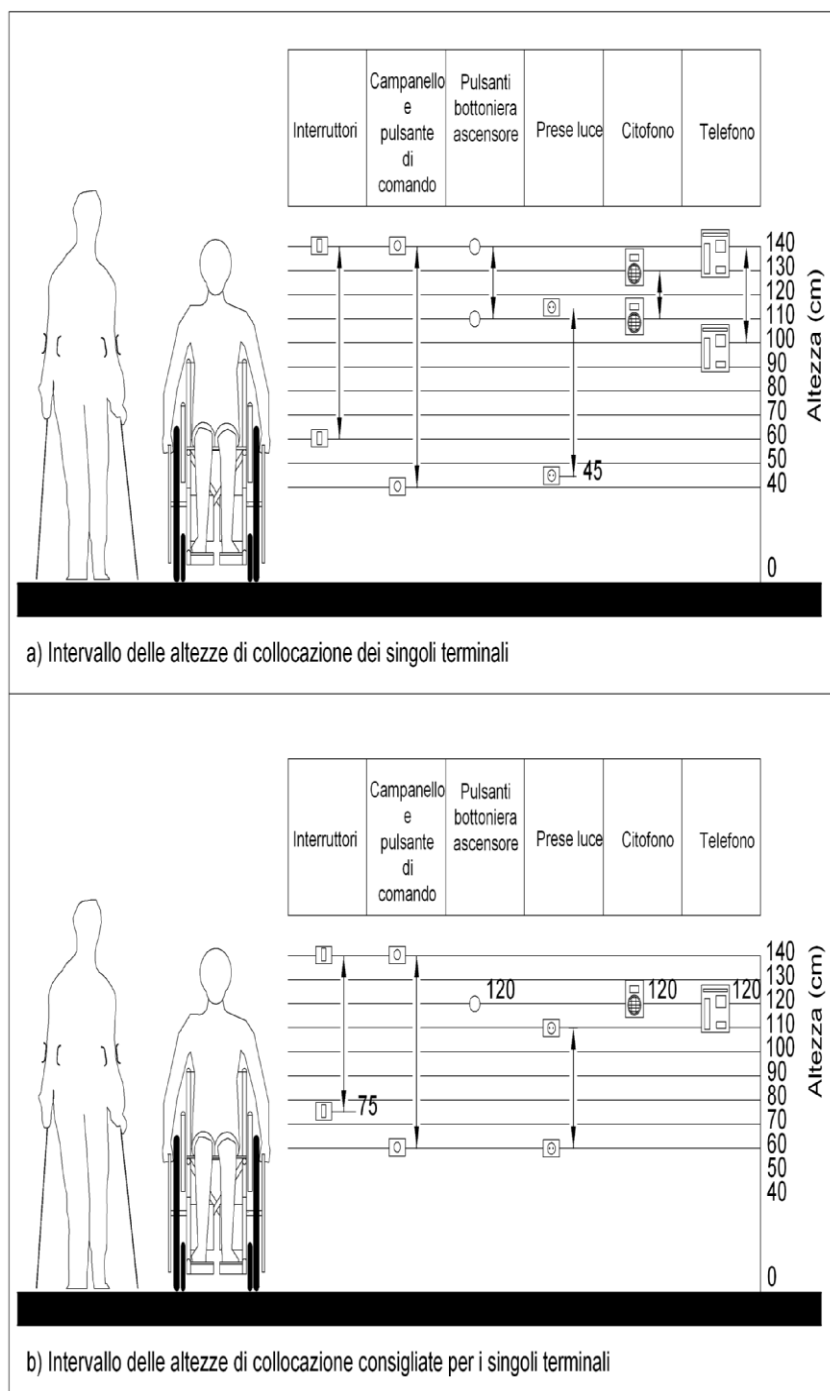 Interruttori
Campanello
e
pulsante
di
comando
Pulsanti
bottoniera
ascensore
Prese luce
Citofono
Telefono
140
130
120
110
100
90
80
70
60
50
40
0
Altezza (cm)
45
a) Intervallo delle altezze di collocazione dei singoli terminali
Interruttori
Campanello
e
pulsante
di
comando
Pulsanti
bottoniera
ascensore
Prese luce
Citofono
Telefono
120
120
120
75
140
130
120
110
100
90
80
70
60
50
40
0
Altezza (cm)
b) Intervallo delle altezze di collocazione consigliate per i singoli terminali